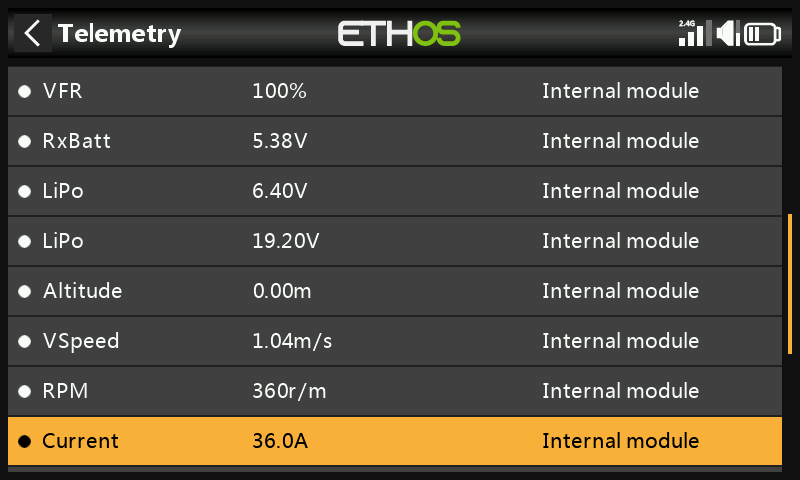 Telemetry ETHOS 2.4G
VFR 100% Internal module
RxBatt 5.38V Internal module
LiPo 6.40V Internal module
LiPo 19.20V Internal module
Altitude 0.00m Internal module
VSpeed 1.04m/s Internal module
RPM 360r/m Internal module
Current 36.0A Internal module